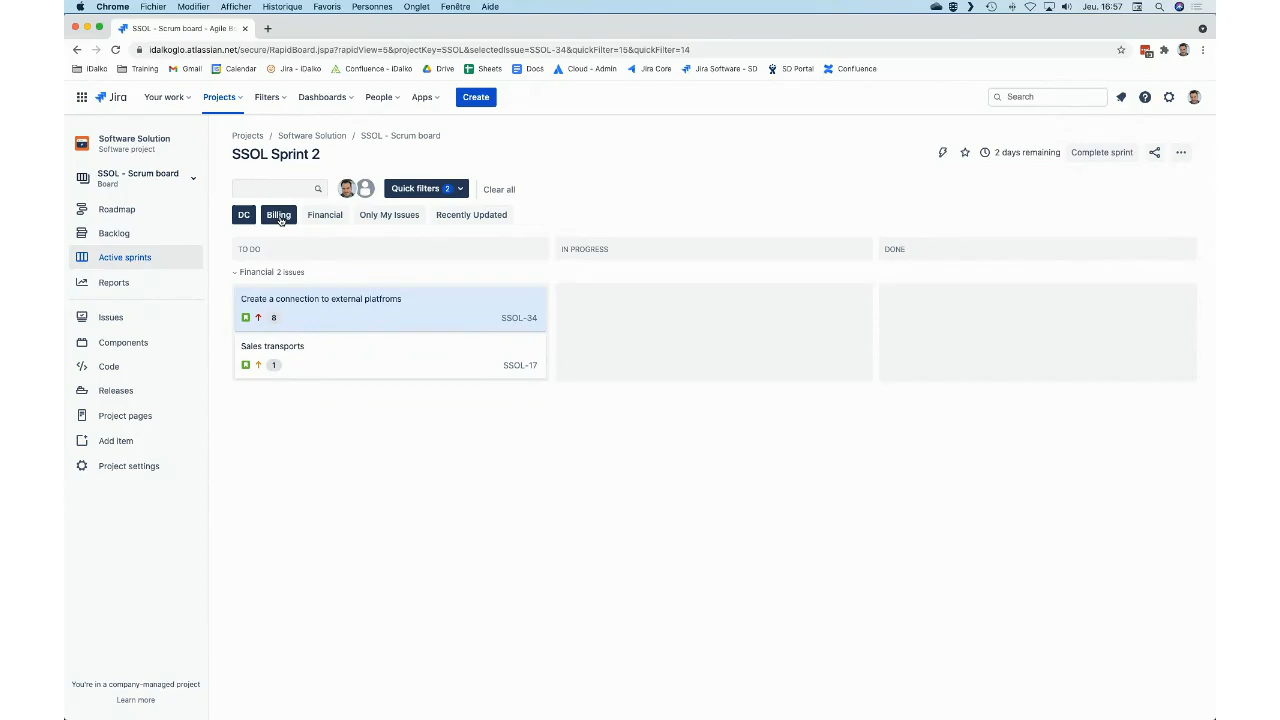 Chrome Fichier Modifier Afficher Historique Favoris Personnes Onglet Fenêtre Aide Jeu. 16:57
SSOL - Scrum board - Agile B
idalkoglo.atlassian.net/secure/RapidBoard.jspa?rapidView=5&projectKey=SSOL&selectedIssue=SSOL-34&quickFilter=15&quickFilter=14
iDalko Training Gmail Calendar Jira - iDalko Confluence - iDalko Drive Sheets Docs Cloud - Admin Jira Core Jira Software - SD SD Portal Confluence
Jira Your work Projects Filters Dashboards People Apps Create Search
Software Solution
Software project
SSOL - Scrum board
Board
Roadmap
Backlog
Active sprints
Reports
Issues
Components
Code
Releases
Project pages
Add item
Project settings
You're in a company-managed project
Learn more
Projects / Software Solution / SSOL - Scrum board
SSOL Sprint 2
2 days remaining Complete sprint
Quick filters 2 Clear all
DC Billing Financial Only My Issues Recently Updated
TO DO IN PROGRESS DONE
Financial 2 issues
Create a connection to external platfroms
8 SSOL-34
Sales transports
1 SSOL-17